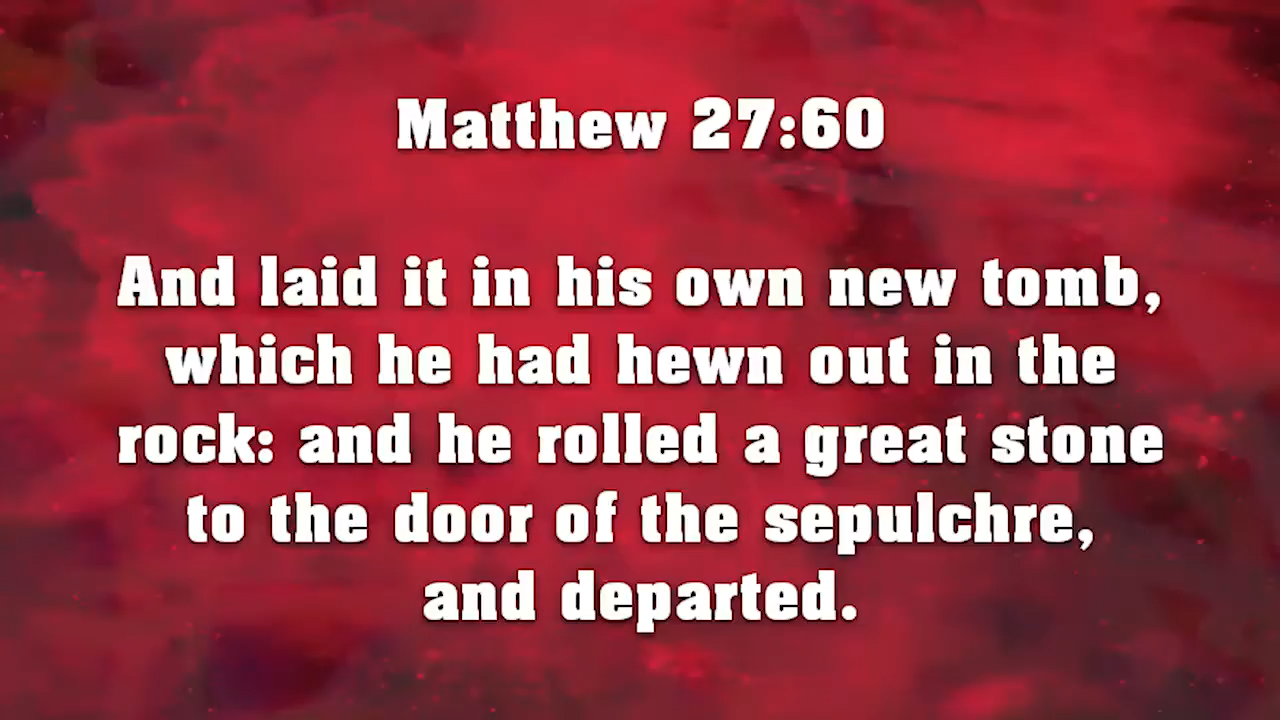 Matthew 27:60
And laid it in his own new tomb,
which he had hewn out in the
rock: and he rolled a great stone
to the door of the sepulchre,
and departed.